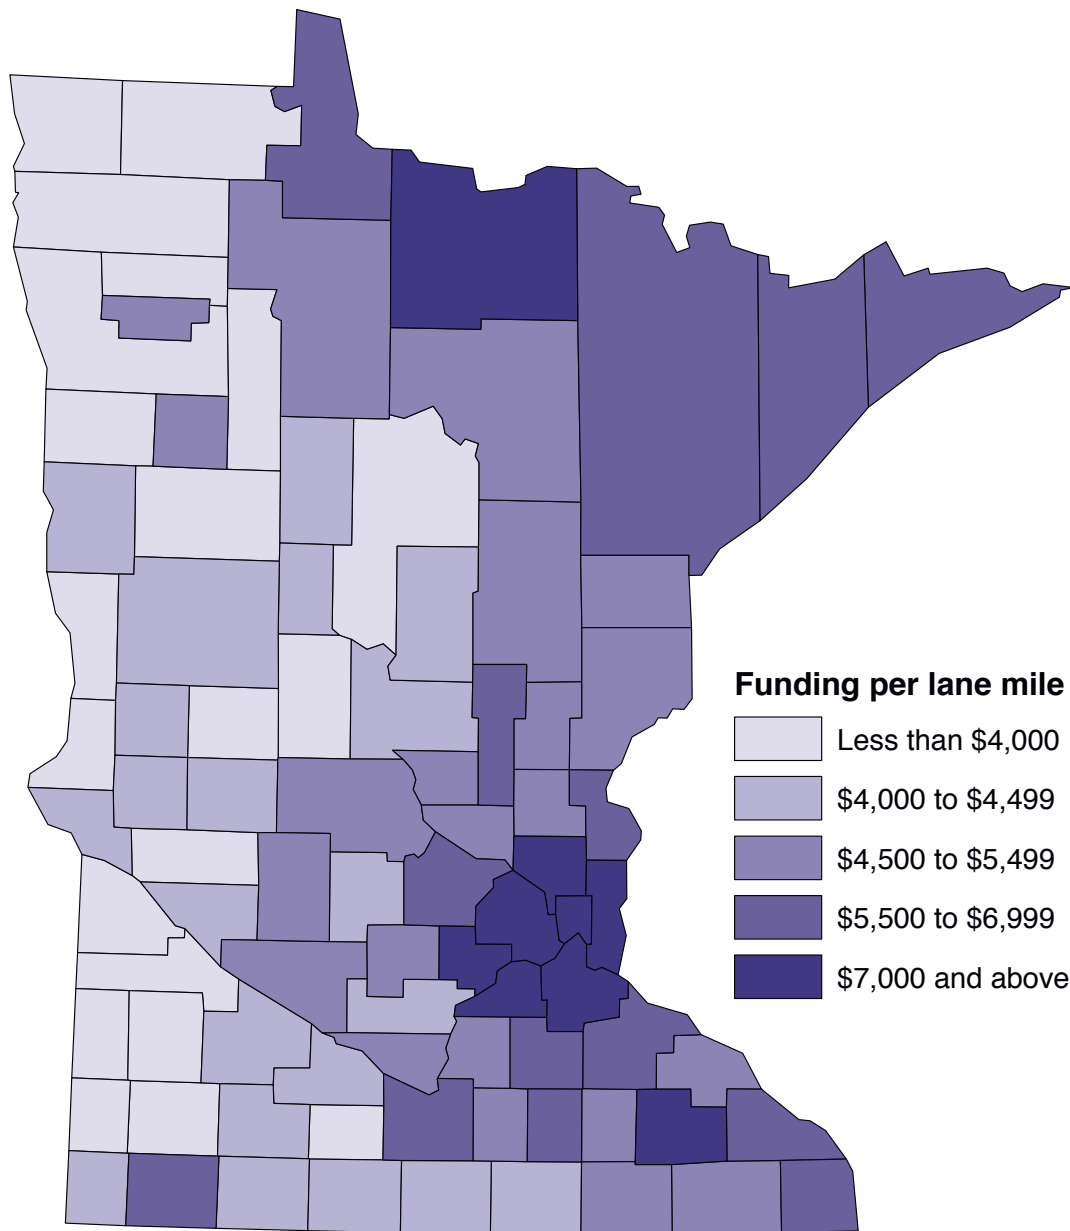 Funding per lane mile
Less than $4,000
$4,000 to $4,499
$4,500 to $5,499
$5,500 to $6,999
$7,000 and above